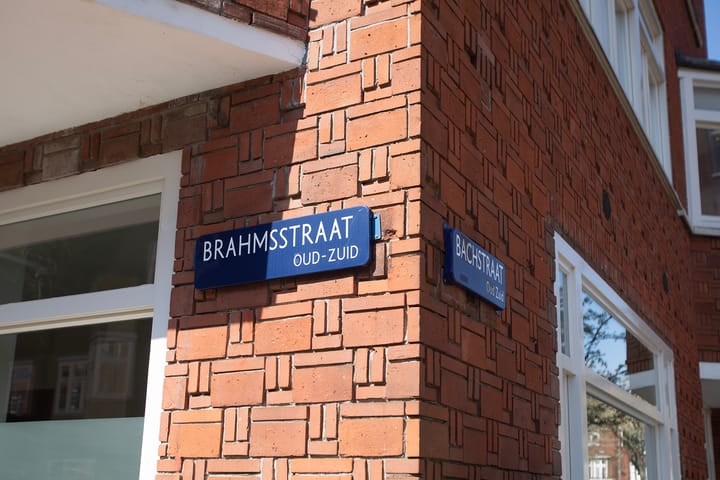 BRAHMSSTRAAT
OUD-ZUID
BACHSTRAAT
Oud Zuid